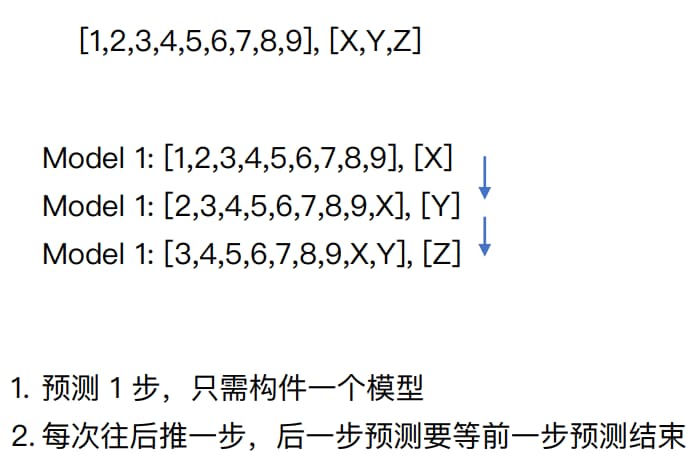 [1,2,3,4,5,6,7,8,9], [X,Y,Z]
Model 1: [1,2,3,4,5,6,7,8,9], [X]
Model 1: [2,3,4,5,6,7,8,9,X], [Y]
Model 1: [3,4,5,6,7,8,9,X,Y], [Z]
1. 预测 1 步，只需构件一个模型
2. 每次往后推一步，后一步预测要等前一步预测结束